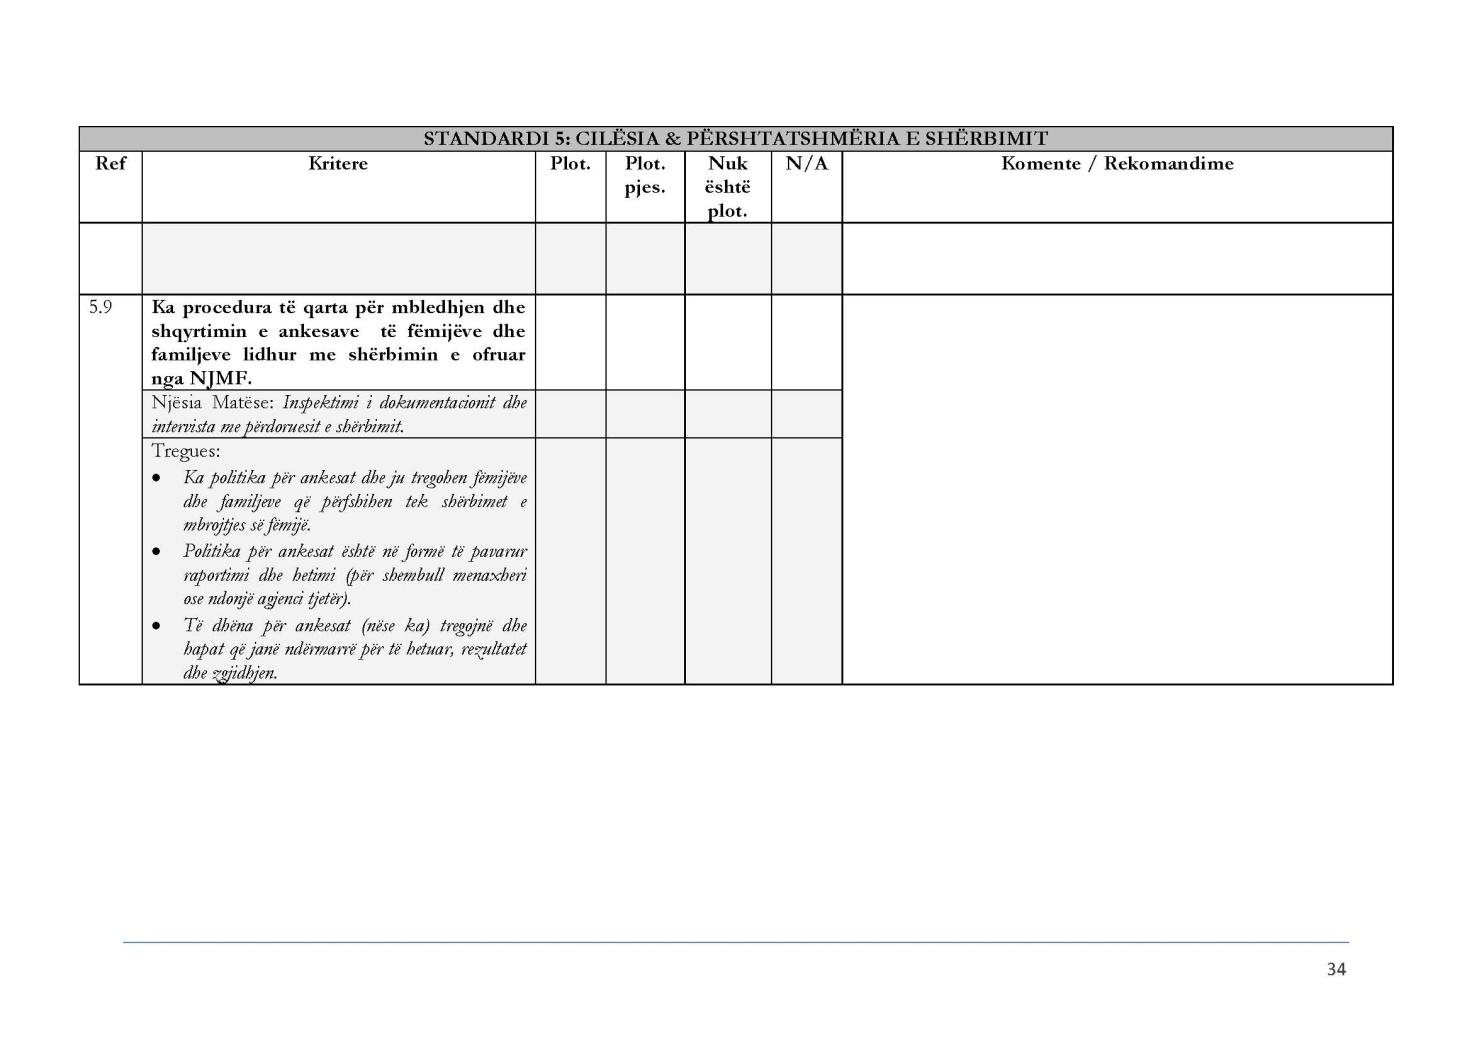 STANDARDI 5: CILËSIA & PËRSHTATSHMËRIA E SHËRBIMIT
Ref Kritere Plot. Plot. pjes. Nuk është plot. N/A Komente / Rekomandime
5.9 Ka procedura të qarta për mbledhjen dhe
shqyrtimin e ankesave të fëmijëve dhe
familjeve lidhur me shërbimin e ofruar
nga NJMF.
Njësia Matëse: Inspektimi i dokumentacionit dhe
intervista me përdoruesit e shërbimit.
Tregues:
• Ka politika për ankesat dhe ju tregohen fëmijëve
dhe familjeve që përfshihen tek shërbimet e
mbrojtjes së fëmijë.
• Politika për ankesat është në formë të pavarur
raportimi dhe hetimi (për shembull menaxheri
ose ndonjë agjenci tjetër).
• Të dhëna për ankesat (nëse ka) tregojnë dhe
hapat që janë ndërmarrë për të hetuar, rezultatet
dhe zgjidhjen.
34